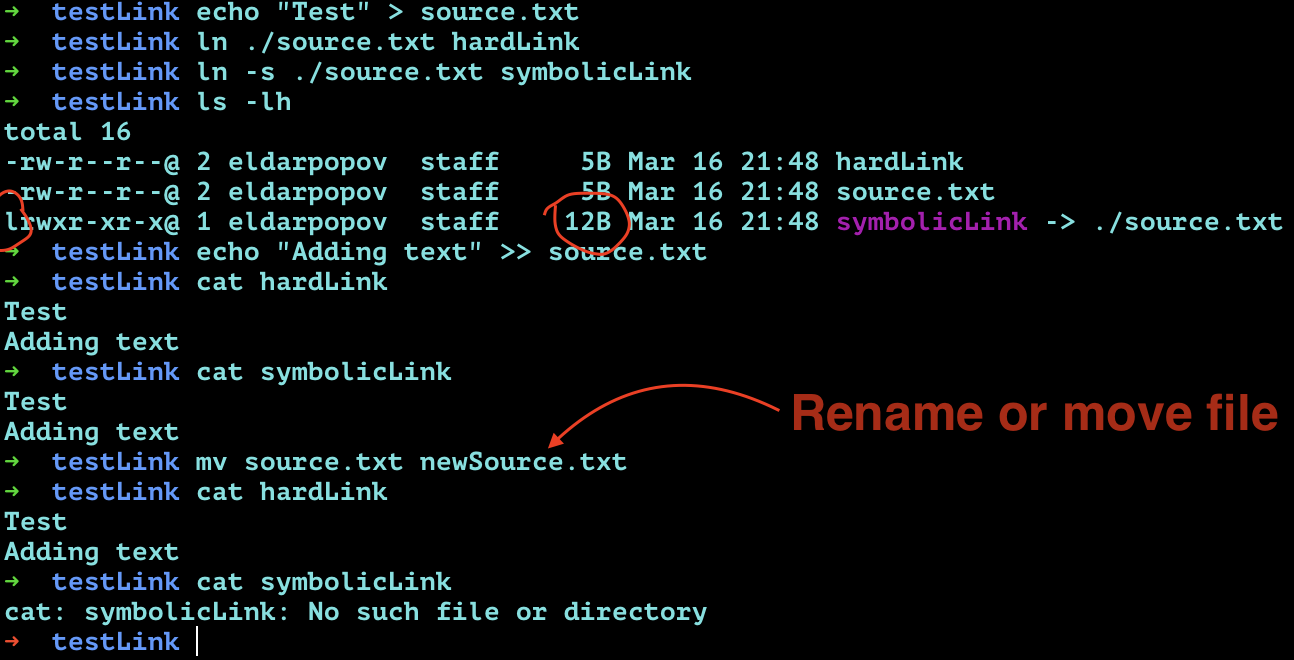 ➜  testLink echo "Test" > source.txt
➜  testLink ln ./source.txt hardLink
➜  testLink ln -s ./source.txt symbolicLink
➜  testLink ls -lh
total 16
-rw-r--r--@ 2 eldarpopov  staff     5B Mar 16 21:48 hardLink
-rw-r--r--@ 2 eldarpopov  staff     5B Mar 16 21:48 source.txt
lrwxr-xr-x@ 1 eldarpopov  staff    12B Mar 16 21:48 symbolicLink -> ./source.txt
➜  testLink echo "Adding text" >> source.txt
➜  testLink cat hardLink
Test
Adding text
➜  testLink cat symbolicLink
Test
Rename or move file
Adding text
➜  testLink mv source.txt newSource.txt
➜  testLink cat hardLink
Test
Adding text
➜  testLink cat symbolicLink
cat: symbolicLink: No such file or directory
➜  testLink